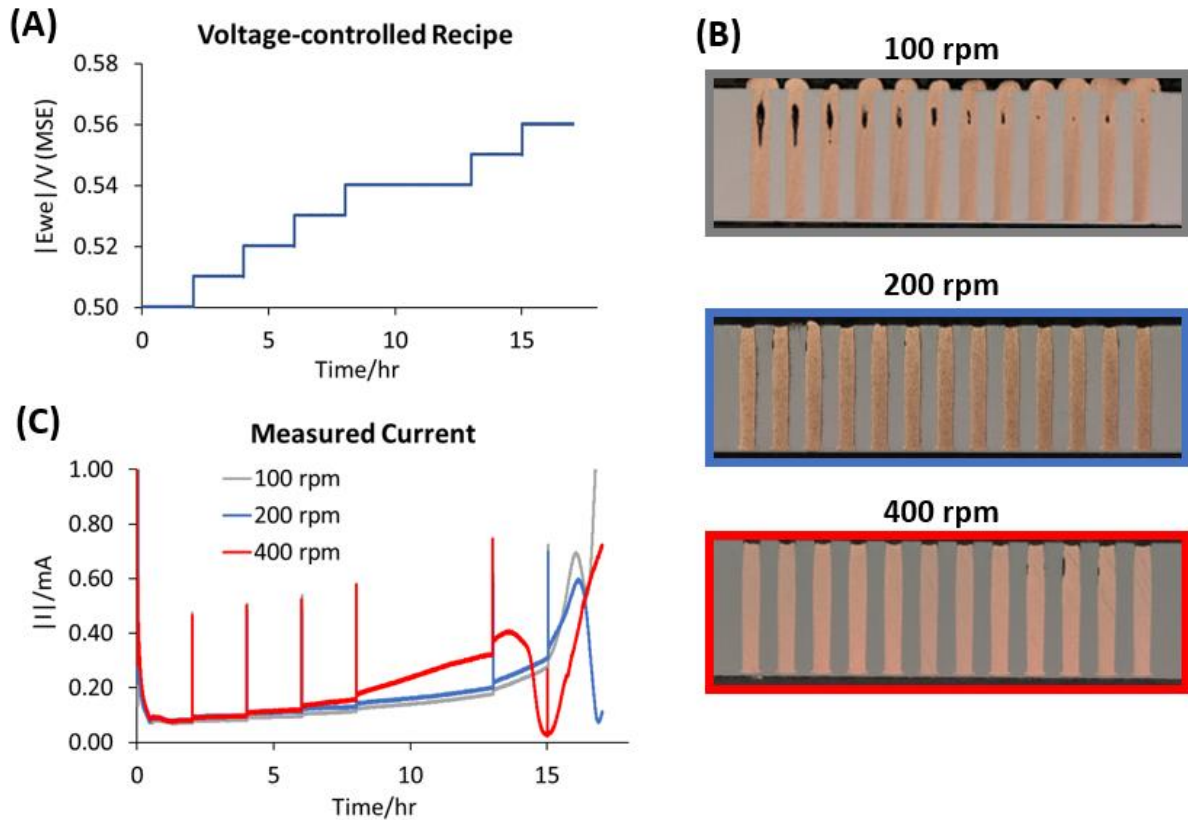 (A)
Voltage-controlled Recipe
0.58
0.56
0.54
0.52
0.50
|Ewe|/V (MSE)
0
5
10
15
Time/hr
(B)
100 rpm
200 rpm
400 rpm
(C)
Measured Current
1.00
0.80
0.60
0.40
0.20
0.00
|I|/mA
100 rpm
200 rpm
400 rpm
0
5
10
15
Time/hr